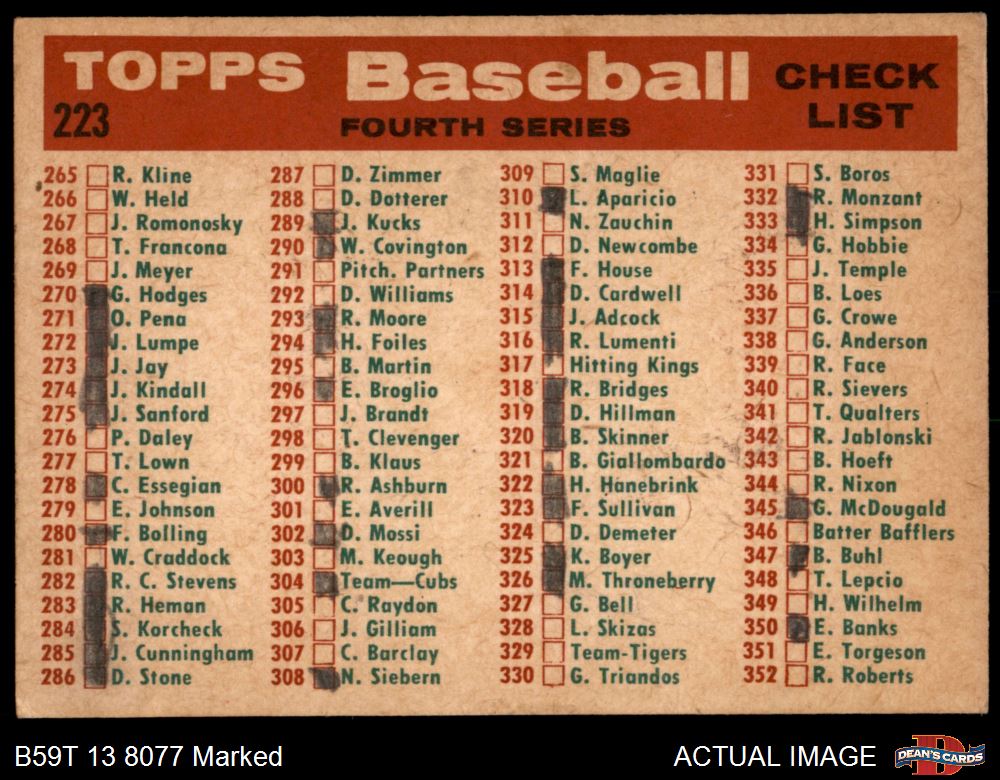 TOPPS Baseball CHECK LIST
223 FOURTH SERIES
265 R. Kline
266 W. Held
267 J. Romonosky
268 T. Francona
269 J. Meyer
270 G. Hodges
271 O. Pena
272 J. Lumpe
273 J. Jay
274 J. Kindall
275 J. Sanford
276 P. Daley
277 T. Lown
278 C. Essegian
279 E. Johnson
280 F. Bolling
281 W. Craddock
282 R. C. Stevens
283 R. Heman
284 S. Korcheck
285 J. Cunningham
286 D. Stone
287 D. Zimmer
288 D. Dotterer
289 J. Kucks
290 W. Covington
291 Pitch. Partners
292 D. Williams
293 R. Moore
294 H. Foiles
295 B. Martin
296 E. Broglio
297 J. Brandt
298 T. Clevenger
299 B. Klaus
300 R. Ashburn
301 E. Averill
302 D. Mossi
303 M. Keough
304 Team—Cubs
305 C. Raydon
306 J. Gilliam
307 C. Barclay
308 N. Siebern
309 S. Maglie
310 L. Aparicio
311 N. Zauchin
312 D. Newcombe
313 F. House
314 D. Cardwell
315 J. Adcock
316 R. Lumenti
317 Hitting Kings
318 R. Bridges
319 D. Hillman
320 B. Skinner
321 B. Giallombardo
322 H. Hanebrink
323 F. Sullivan
324 D. Demeter
325 K. Boyer
326 M. Throneberry
327 G. Bell
328 L. Skizas
329 Team-Tigers
330 G. Triandos
331 S. Boros
332 R. Monzant
333 H. Simpson
334 G. Hobbie
335 J. Temple
336 B. Loes
337 G. Crowe
338 G. Anderson
339 R. Face
340 R. Sievers
341 T. Qualters
342 R. Jablonski
343 B. Hoeft
344 R. Nixon
345 G. McDougald
346 Batter Bafflers
347 B. Buhl
348 T. Lepcio
349 H. Wilhelm
350 E. Banks
351 E. Torgeson
352 R. Roberts
B59T 13 8077 Marked
ACTUAL IMAGE
DEAN'S CARDS